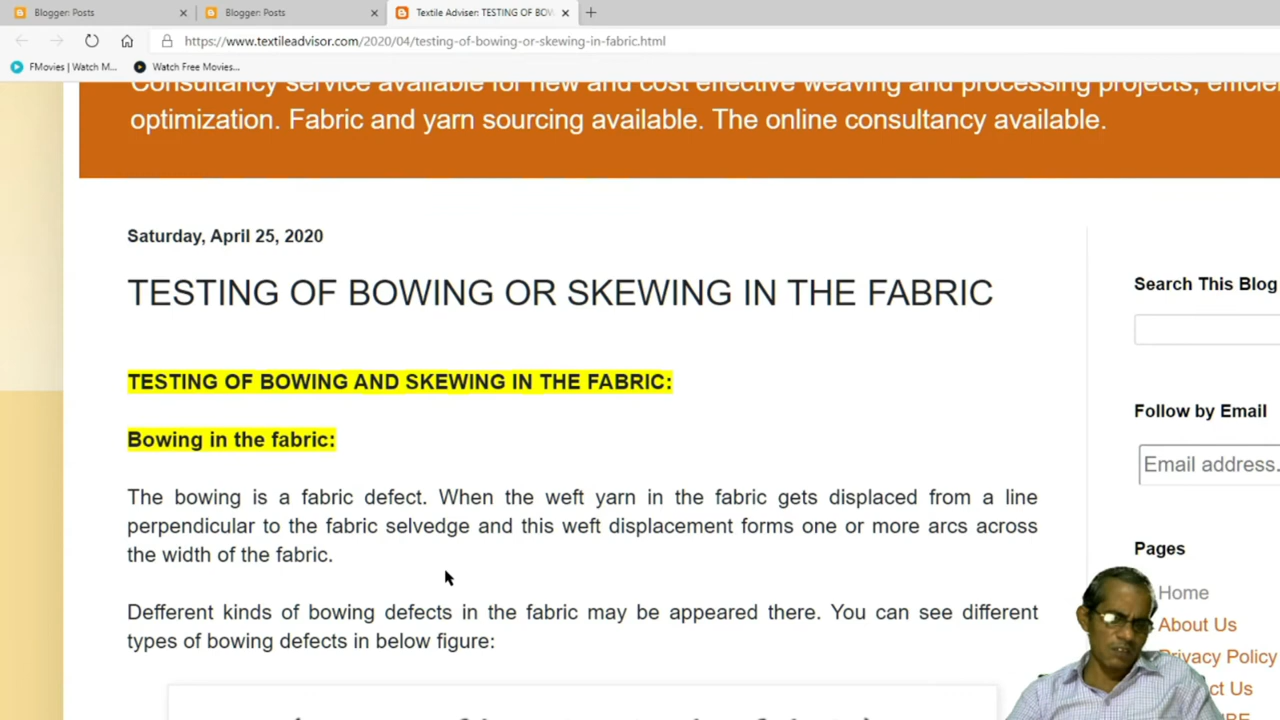 Blogger: Posts
Blogger: Posts
Textile Adviser: TESTING OF BOW
https://www.textileadvisor.com/2020/04/testing-of-bowing-or-skewing-in-fabric.html
FMovies | Watch M...
Watch Free Movies...
Consultancy service available for new and cost effective weaving and processing projects,
optimization. Fabric and yarn sourcing available. The online consultancy available.
Saturday, April 25, 2020
TESTING OF BOWING OR SKEWING IN THE FABRIC
Search This Blog
TESTING OF BOWING AND SKEWING IN THE FABRIC:
Follow by Email
Bowing in the fabric:
Email address.
The bowing is a fabric defect. When the weft yarn in the fabric gets displaced from a line
perpendicular to the fabric selvedge and this weft displacement forms one or more arcs across
the width of the fabric.
Pages
Home
Defferent kinds of bowing defects in the fabric may be appeared there. You can see different
types of bowing defects in below figure:
About Us
Privacy Policy
Us